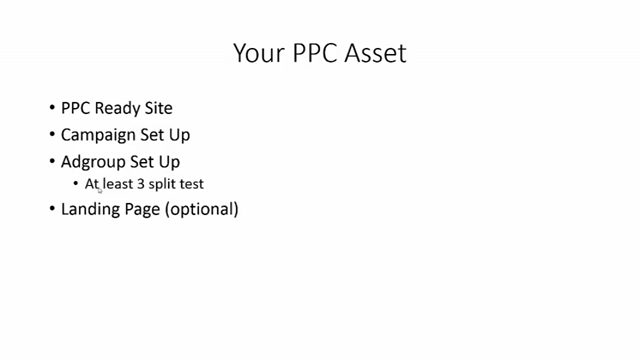 Your PPC Asset
• PPC Ready Site
• Campaign Set Up
• Adgroup Set Up
• At least 3 split test
• Landing Page (optional)